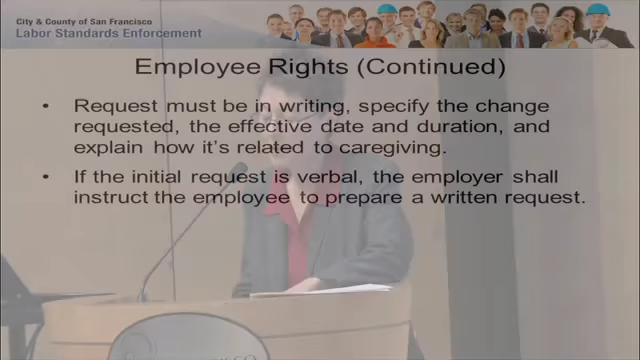 City & County of San Francisco
Labor Standards Enforcement
Employee Rights (Continued)
• Request must be in writing, specify the change
requested, the effective date and duration, and
explain how it's related to caregiving.
• If the initial request is verbal, the employer shall
instruct the employee to prepare a written request.